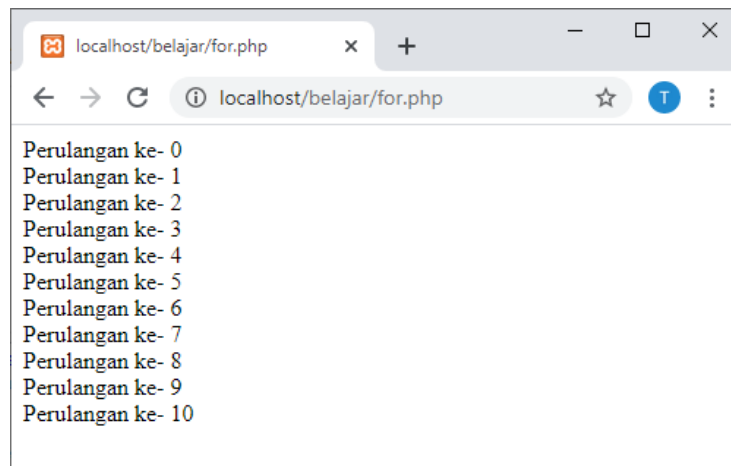 localhost/belajar/for.php
localhost/belajar/for.php
T
Perulangan ke- 0
Perulangan ke- 1
Perulangan ke- 2
Perulangan ke- 3
Perulangan ke- 4
Perulangan ke- 5
Perulangan ke- 6
Perulangan ke- 7
Perulangan ke- 8
Perulangan ke- 9
Perulangan ke- 10